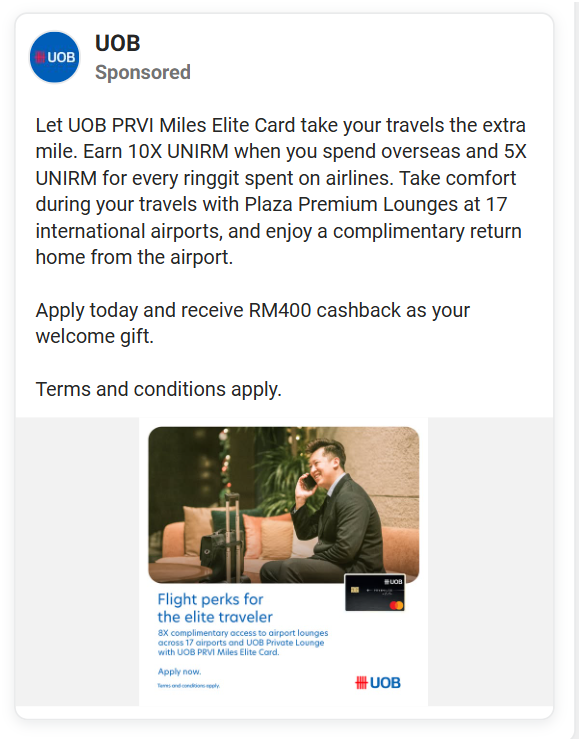 UOB
UOB
Sponsored
Let UOB PRVI Miles Elite Card take your travels the extra
mile. Earn 10X UNIRM when you spend overseas and 5X
UNIRM for every ringgit spent on airlines. Take comfort
during your travels with Plaza Premium Lounges at 17
international airports, and enjoy a complimentary return
home from the airport.
Apply today and receive RM400 cashback as your
welcome gift.
Terms and conditions apply.
UOB
Flight perks for
the elite traveler
8X complimentary access to airport lounges
across 17 airports and UOB Private Lounge
with UOB PRVI Miles Elite Card.
Apply now.
Terms and conditions apply.
UOB